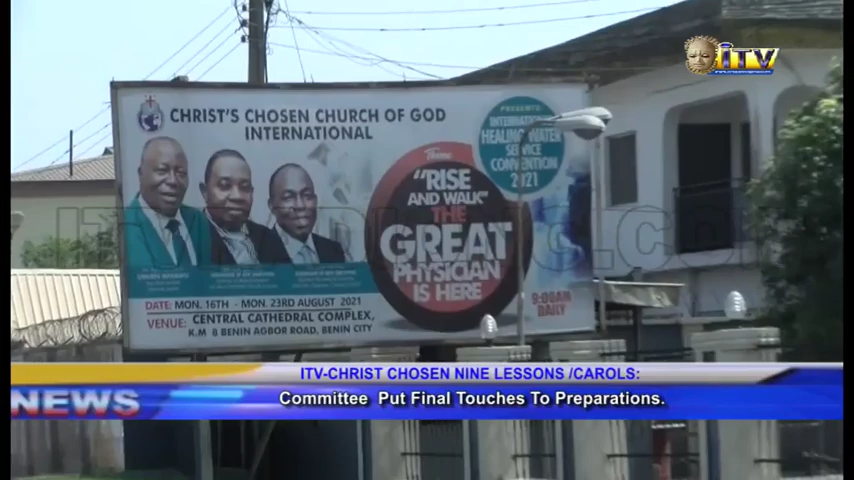 iTV
CHRIST'S CHOSEN CHURCH OF GOD
INTERNATIONAL
PRESENTS:
INTERNATIONAL
HEALING WATER
SERVICE
CONVENTION
2021
Theme
"RISE
AND WALK"
THE
GREAT
PHYSICIAN
IS HERE
9:00AM
DAILY
DATE: MON. 16TH - MON. 23RD AUGUST 2021
VENUE: CENTRAL CATHEDRAL COMPLEX,
K.M 8 BENIN AGBOR ROAD, BENIN CITY
ITV-CHRIST CHOSEN NINE LESSONS /CAROLS:
NEWS
Committee Put Final Touches To Preparations.